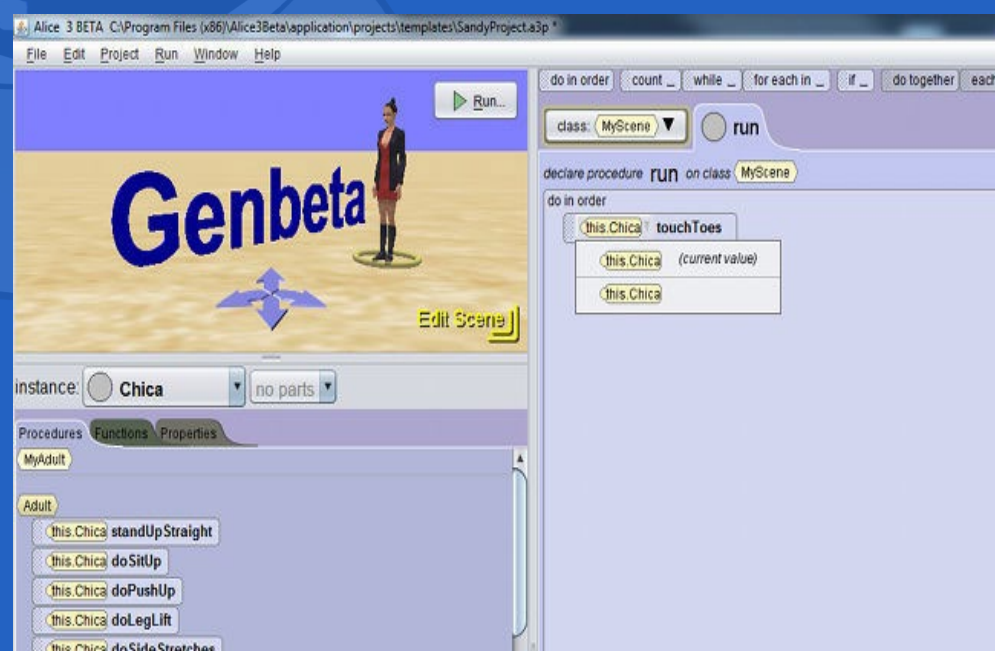 Alice 3 BETA C:\Program Files (x86)\Alice3Beta\application\projects\templates\SandyProject.a3p *
File Edit Project Run Window Help
Run...
Genbeta
Edit Scene
instance: Chica no parts
Procedures Functions Properties
MyAdult
Adult
this.Chica standUpStraight
this.Chica doSitUp
this.Chica doPushUp
this.Chica doLegLift
this.Chica doSideStretches
do in order count _ while _ for each in _ if _ do together each
class: MyScene run
declare procedure run on class MyScene
do in order
this.Chica touchToes
this.Chica (current value)
this.Chica